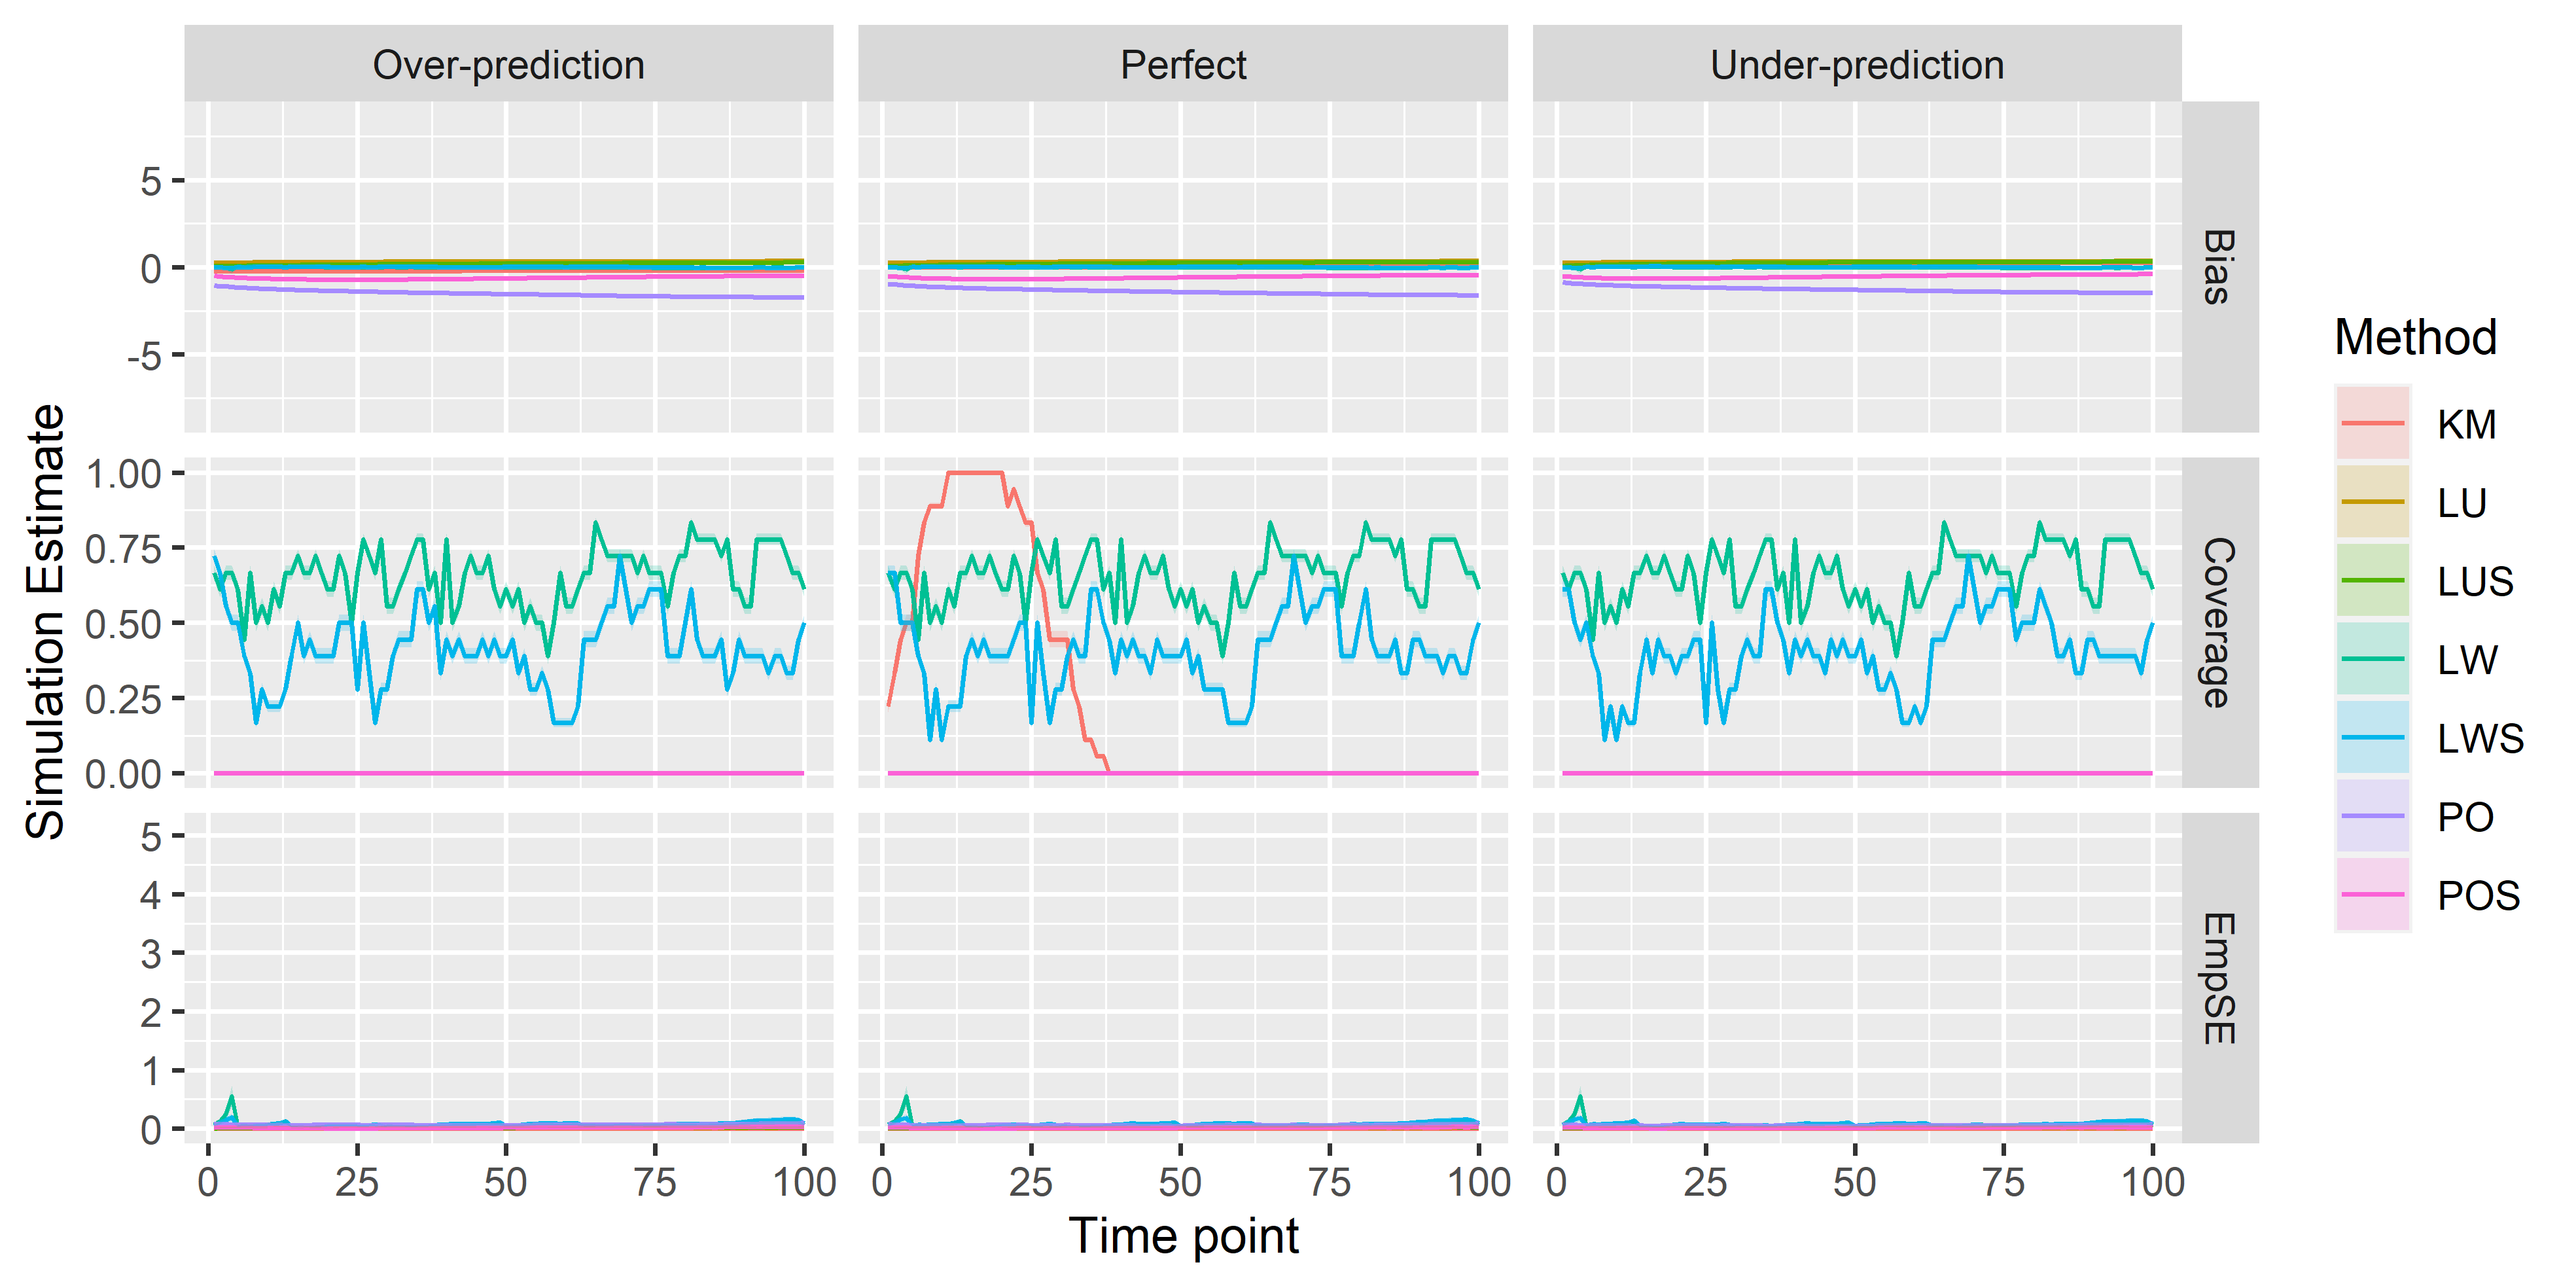 Over-prediction
Perfect
Under-prediction
Simulation Estimate
5
0
-5
Bias
1.00
0.75
0.50
0.25
0.00
Coverage
5
4
3
2
1
0
EmpSE
0 25 50 75 100
0 25 50 75 100
0 25 50 75 100
Time point
Method
KM
LU
LUS
LW
LWS
PO
POS